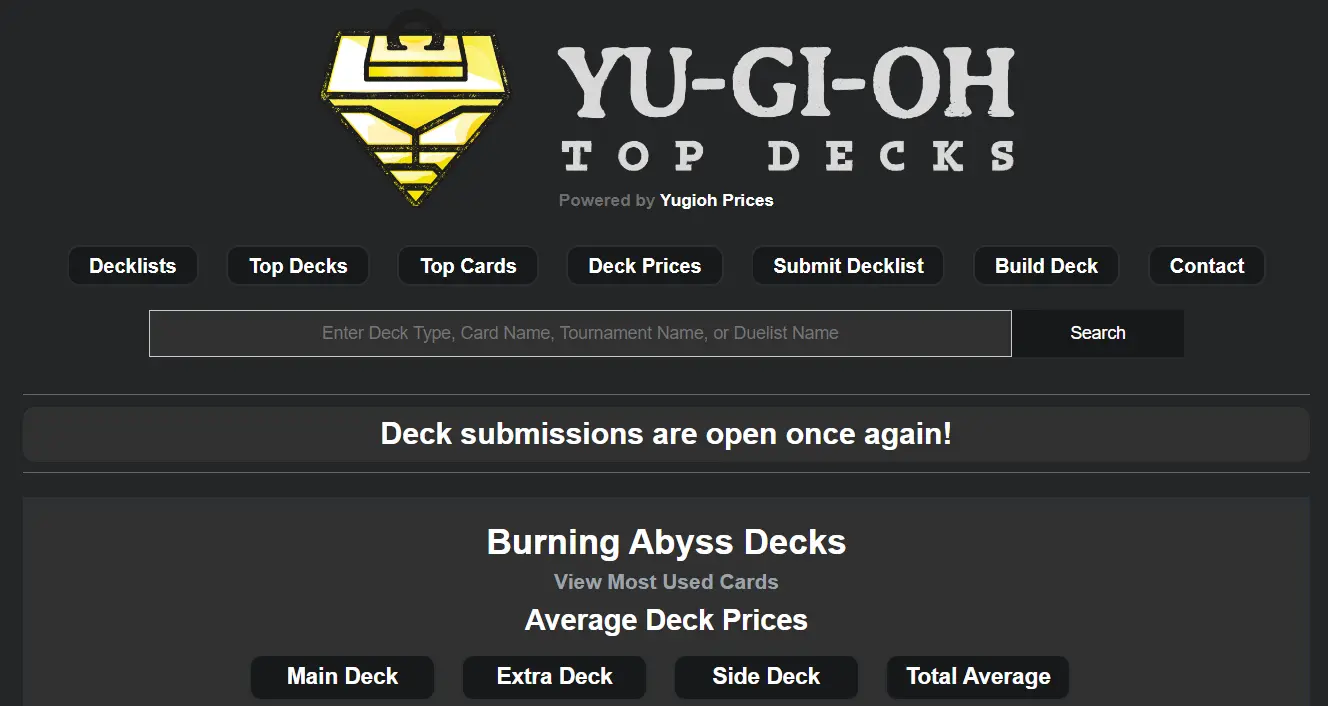 YU-GI-OH
TOP DECKS
Powered by Yugioh Prices
Decklists Top Decks Top Cards Deck Prices Submit Decklist Build Deck Contact
Enter Deck Type, Card Name, Tournament Name, or Duelist Name Search
Deck submissions are open once again!
Burning Abyss Decks
View Most Used Cards
Average Deck Prices
Main Deck Extra Deck Side Deck Total Average